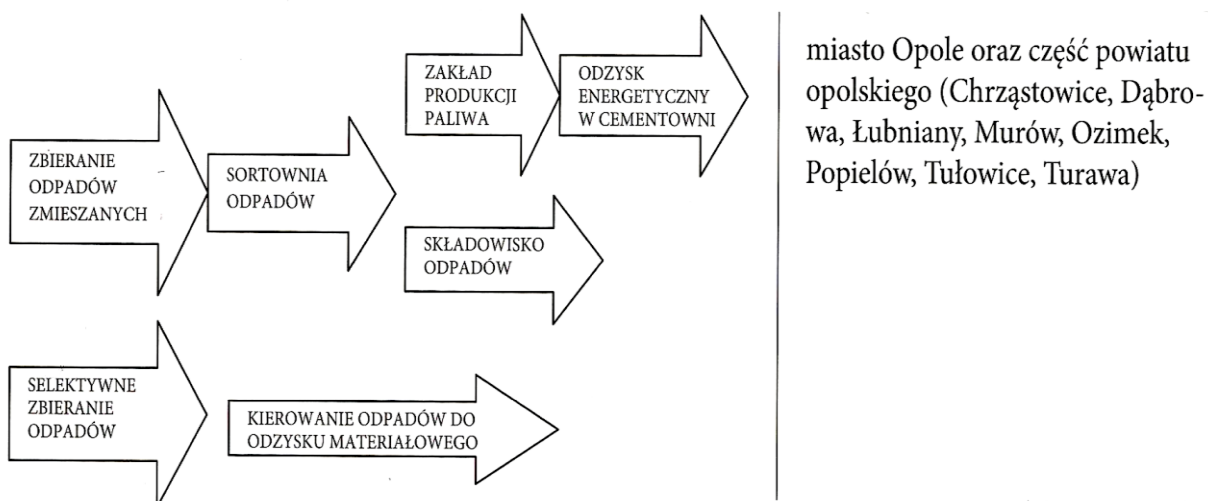 ZAKŁAD
PRODUKCJI
PALIWA
ODZYSK
ENERGETYCZNY
W CEMENTOWNI
ZBIERANIE
ODPADÓW
ZMIESZANYCH
SORTOWNIA
ODPADÓW
SKŁADOWISKO
ODPADÓW
SELEKTYWNE
ZBIERANIE
ODPADÓW
KIEROWANIE ODPADÓW DO
ODZYSKU MATERIAŁOWEGO
miasto Opole oraz część powiatu
opolskiego (Chrząstowice, Dąbro-
wa, Łubniany, Murów, Ozimek,
Popielów, Tułowice, Turawa)